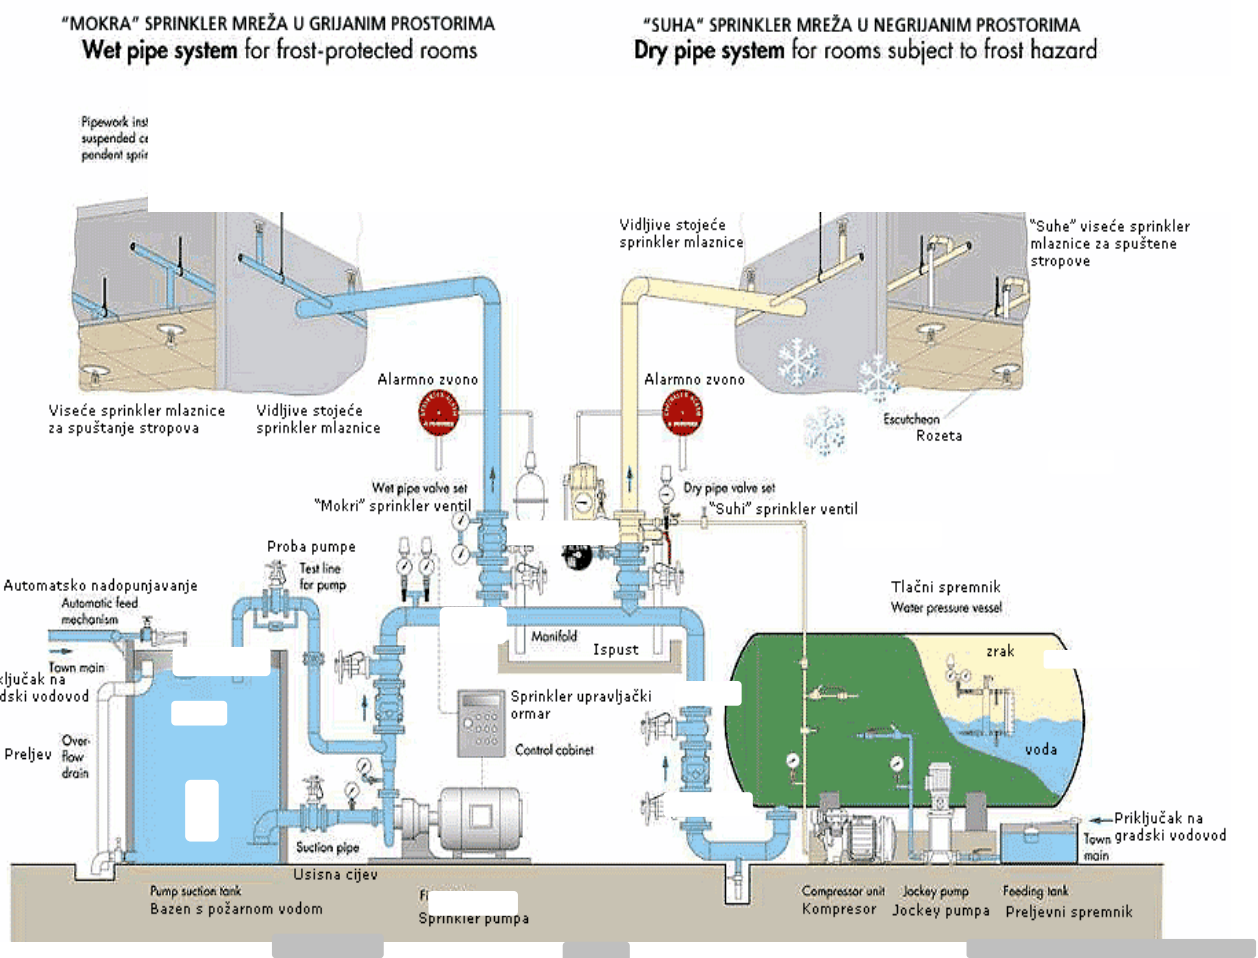 “MOKRA” SPRINKLER MREŽA U GRIJANIM PROSTORIMA
Wet pipe system for frost-protected rooms
“SUHA” SPRINKLER MREŽA U NEGRIJANIM PROSTORIMA
Dry pipe system for rooms subject to frost hazard
Pipework
suspended
Vidljive stojeće
sprinkler mlaznice
“Suhe” viseće sprinkler
mlaznice za spuštene
stropove
Viseće sprinkler mlaznice
za spuštanje stropova
Vidljive stojeće
sprinkler mlaznice
Alarmno zvono
Alarmno zvono
Escutcheon
Rozeta
Wet pipe valve set
“Mokri” sprinkler ventil
Dry pipe valve set
“Suhi” sprinkler ventil
Proba pumpe
Test line
for pump
Automatsko nadopunjavanje
Automatic feed
mechanism
Town main
na
vodovod
Preljev
Over-
flow
drain
Manifold
Ispust
Sprinkler upravljački
ormar
Control cabinet
Tlačni spremnik
Water pressure vessel
zrak
voda
Suction pipe
Usisna cijev
Priključak na
gradski vodovod
Town
main
Pump suction tank
Bazen s požarnom vodom
Sprinkler pumpa
Compressor unit
Kompresor
Jockey pump
Jockey pumpa
Feeding tank
Preljevni spremnik